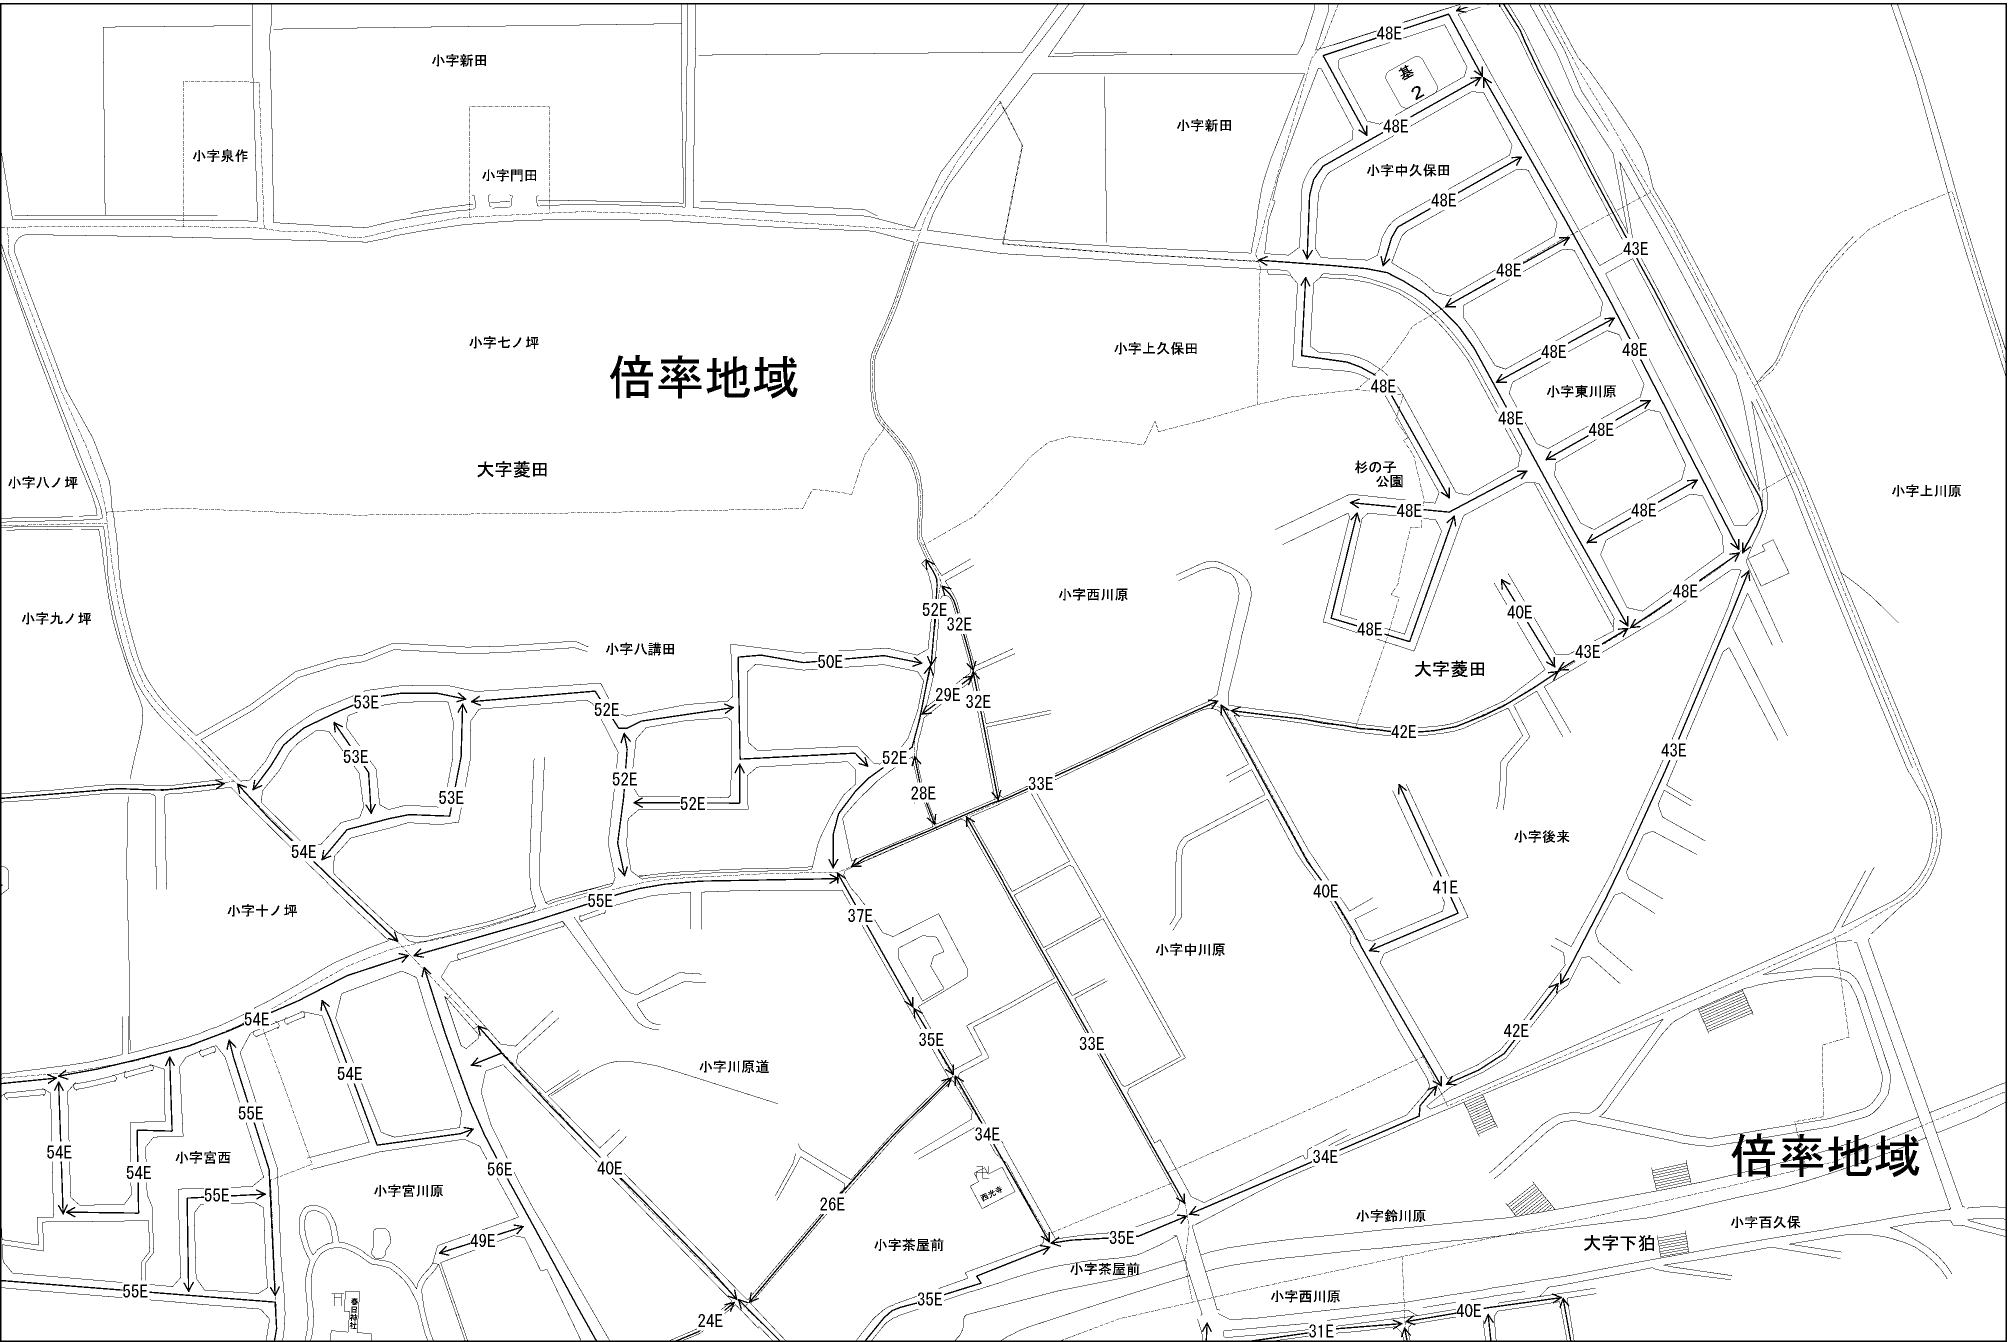 48E
小字新田
基
2
小字新田
48E
小字泉作
小字中久保田
小字門田
48E
43E
48E
小字七ノ坪
小字上久保田
48E
48E
倍率地域
48E
小字東川原
48E
48E
大字菱田
杉の子
公園
小字八ノ坪
小字上川原
48E
48E
小字西川原
48E
52E
40E
小字九ノ坪
32E
48E
小字八講田
43E
50E
大字菱田
29E
53E
32E
52E
42E
43E
53E
52E
52E
33E
28E
53E
52E
小字後来
54E
41E
40E
55E
小字十ノ坪
37E
小字中川原
54E
42E
35E
33E
小字川原道
54E
55E
34E
54E
小字宮西
34E
倍率地域
56E
40E
54E
小字宮川原
西光寺
55E
26E
小字鈴川原
小字百久保
35E
49E
小字茶屋前
大字下狛
小字茶屋前
55E
小字西川原
35E
春日神社
40E
24E
31E